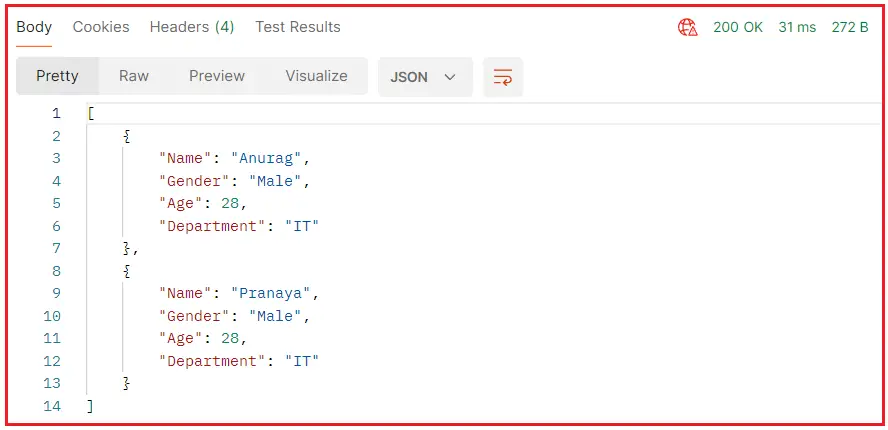 Body Cookies Headers (4) Test Results 200 OK 31 ms 272 B
Pretty Raw Preview Visualize JSON
1 [
2 {
3 "Name": "Anurag",
4 "Gender": "Male",
5 "Age": 28,
6 "Department": "IT"
7 },
8 {
9 "Name": "Pranaya",
10 "Gender": "Male",
11 "Age": 28,
12 "Department": "IT"
13 }
14 ]